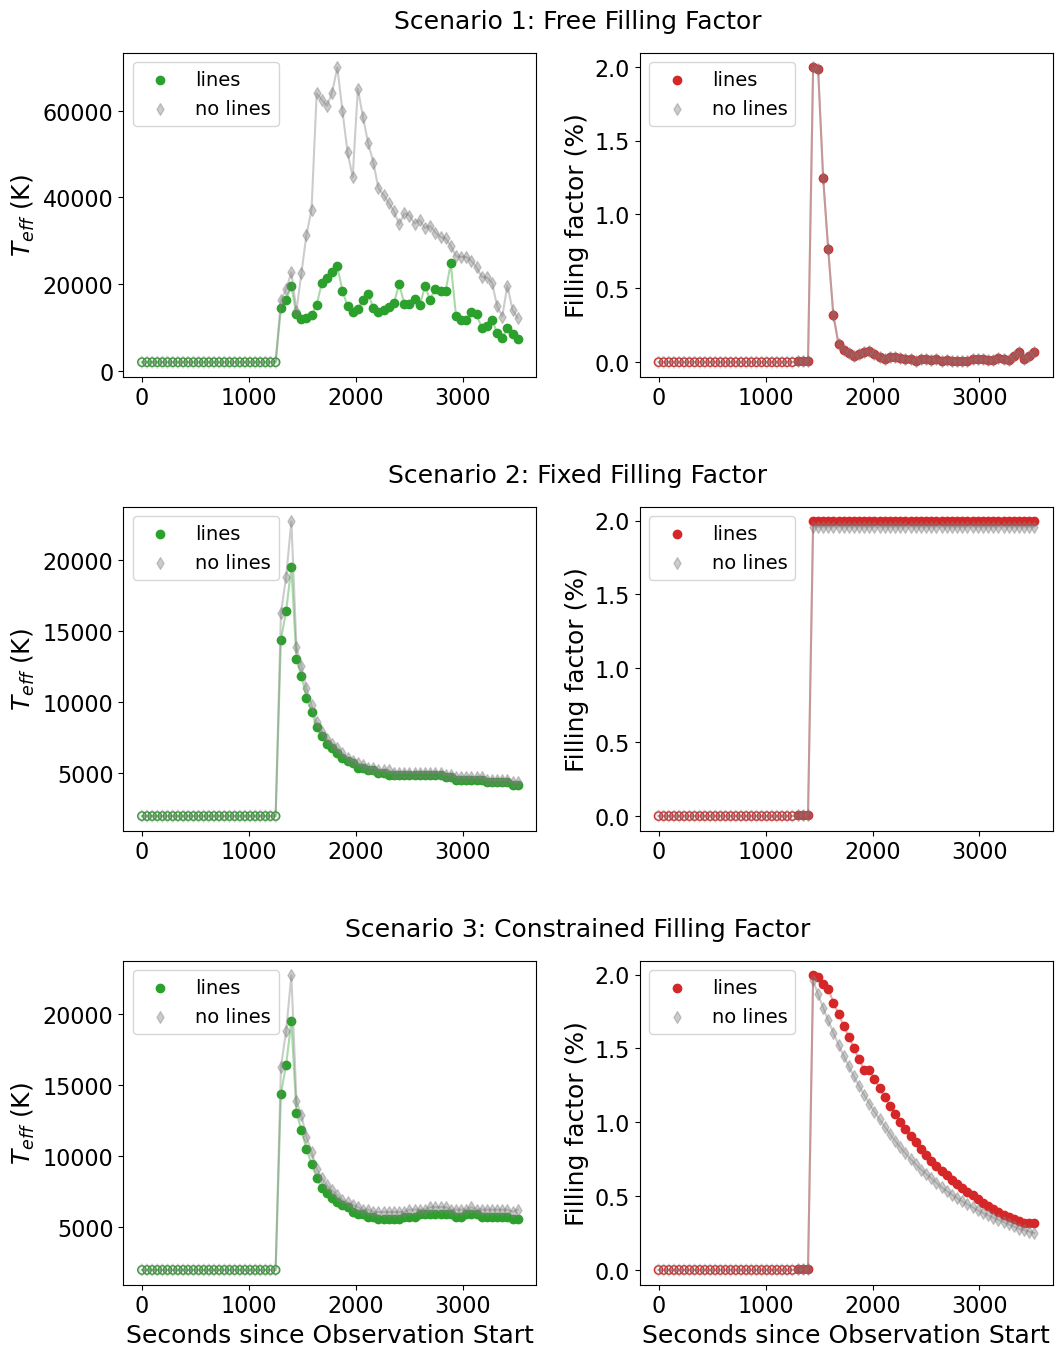 Scenario 1: Free Filling Factor
lines
no lines
60000
40000
20000
0
T_eff (K)
0 1000 2000 3000
lines
no lines
2.0
1.5
1.0
0.5
0.0
Filling factor (%)
0 1000 2000 3000
Scenario 2: Fixed Filling Factor
lines
no lines
20000
15000
10000
5000
T_eff (K)
0 1000 2000 3000
lines
no lines
2.0
1.5
1.0
0.5
0.0
Filling factor (%)
0 1000 2000 3000
Scenario 3: Constrained Filling Factor
lines
no lines
20000
15000
10000
5000
T_eff (K)
0 1000 2000 3000
Seconds since Observation Start
lines
no lines
2.0
1.5
1.0
0.5
0.0
Filling factor (%)
0 1000 2000 3000
Seconds since Observation Start